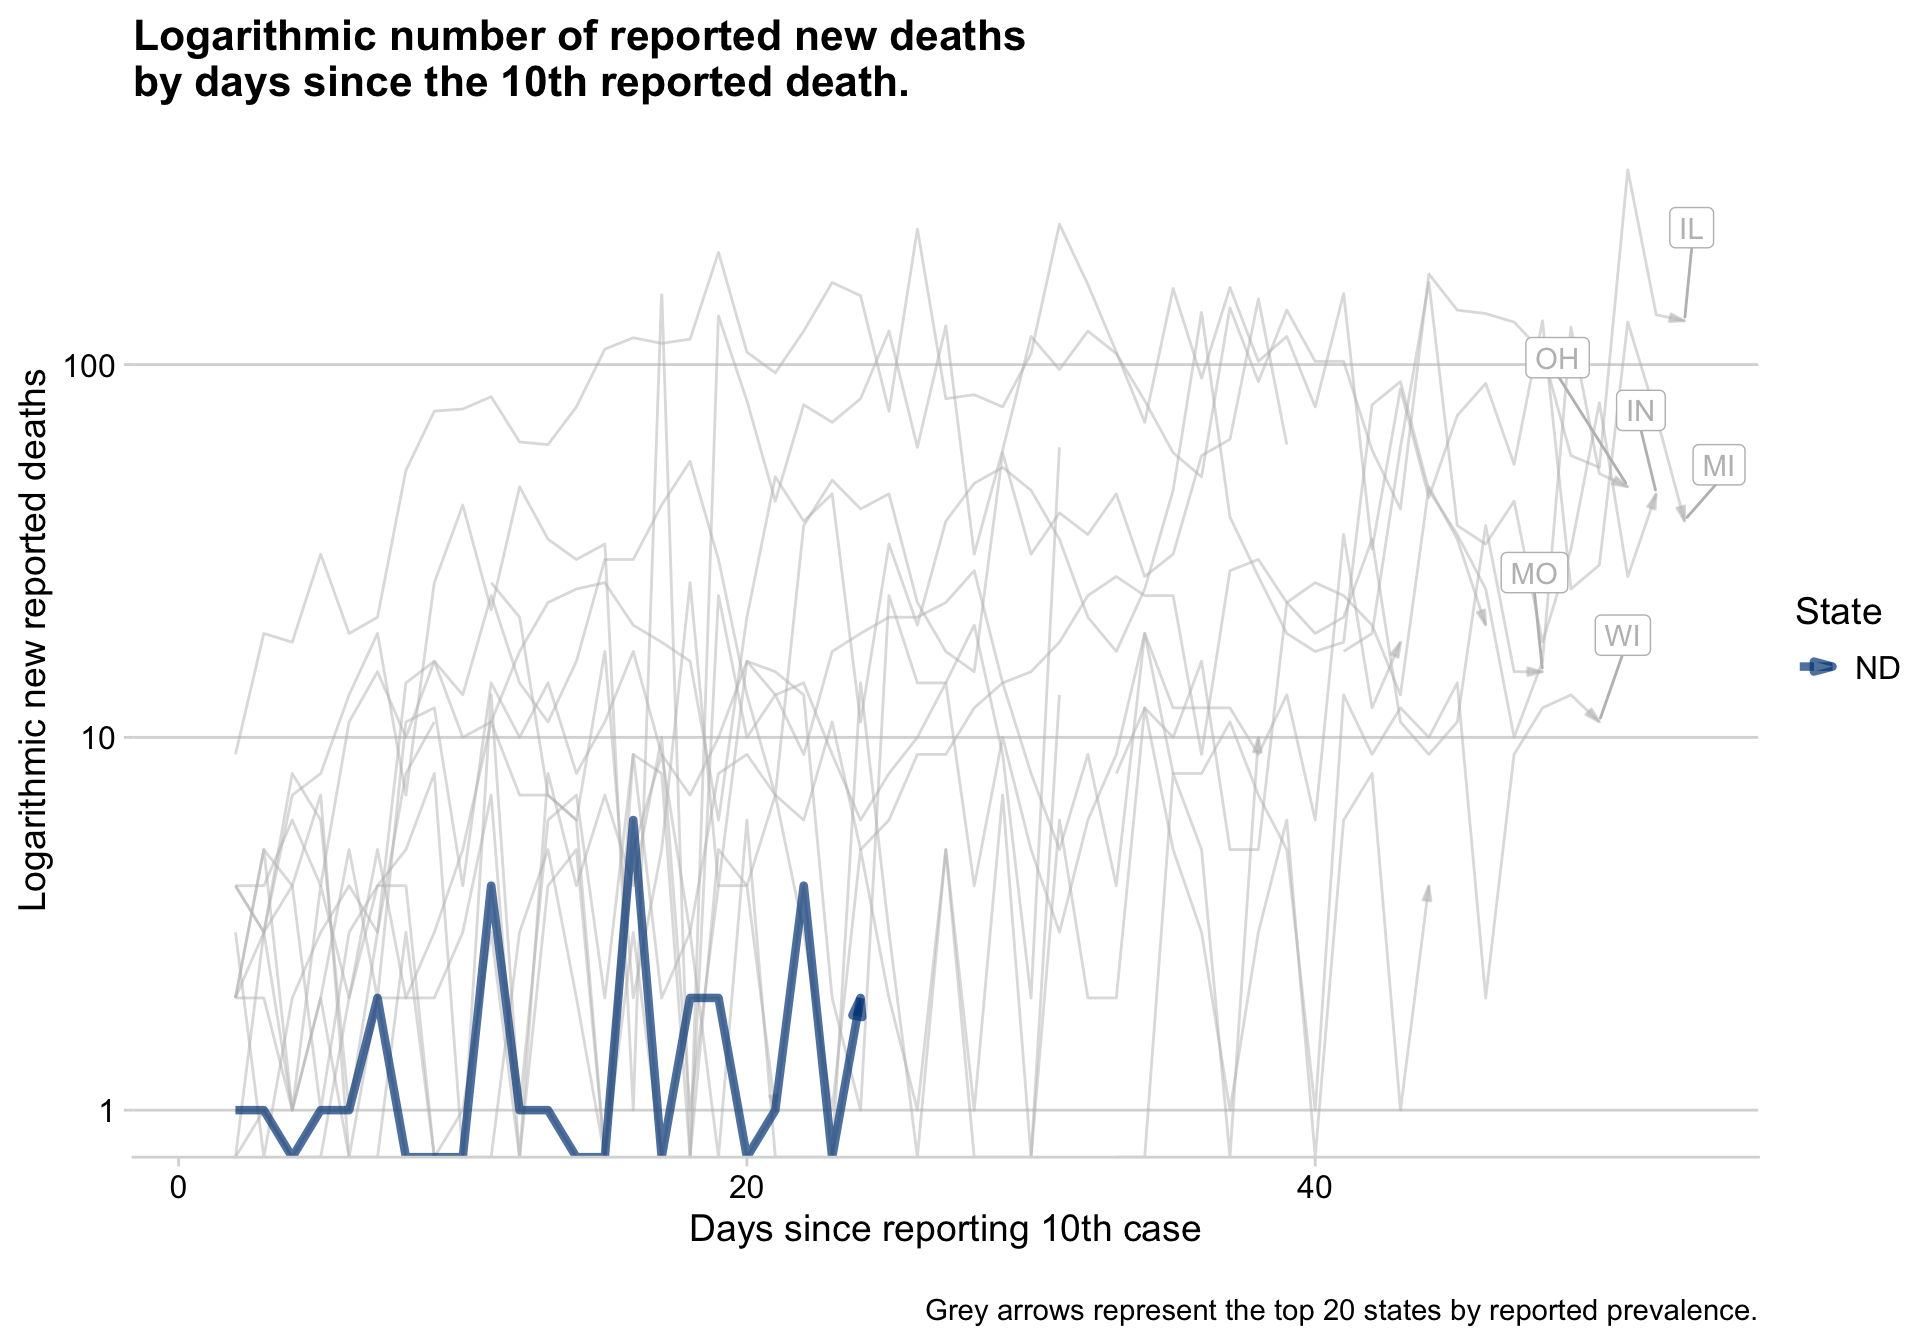 Logarithmic number of reported new deaths
by days since the 10th reported death.
Logarithmic new reported deaths
100
10
1
IL
OH
IN
MI
MO
WI
State
ND
0
20
40
Days since reporting 10th case
Grey arrows represent the top 20 states by reported prevalence.